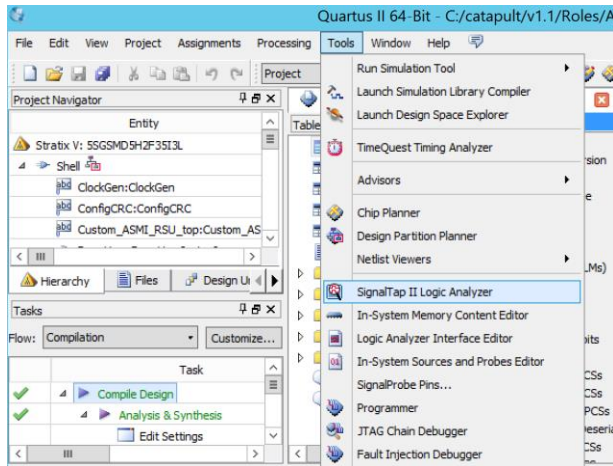 Quartus II 64-Bit - C:/catapult/v1.1/Roles/A
File Edit View Project Assignments Processing Tools Window Help
Project
Project Navigator
Entity
Stratix V: 5SGSMD5H2F35I3L
Shell
ClockGen:ClockGen
ConfigCRC:ConfigCRC
Custom_ASMI_RSU_top:Custom_AS
Hierarchy Files Design Ur
Tasks
Flow: Compilation Customize...
Task
Compile Design
Analysis & Synthesis
Edit Settings
Table
Run Simulation Tool
Launch Simulation Library Compiler
Launch Design Space Explorer
TimeQuest Timing Analyzer
Advisors
Chip Planner
Design Partition Planner
Netlist Viewers
SignalTap II Logic Analyzer
In-System Memory Content Editor
Logic Analyzer Interface Editor
In-System Sources and Probes Editor
SignalProbe Pins...
Programmer
JTAG Chain Debugger
Fault Injection Debugger
sion
e
.Ms)
its
CSs
CSs
PCSs
eseria
CSs